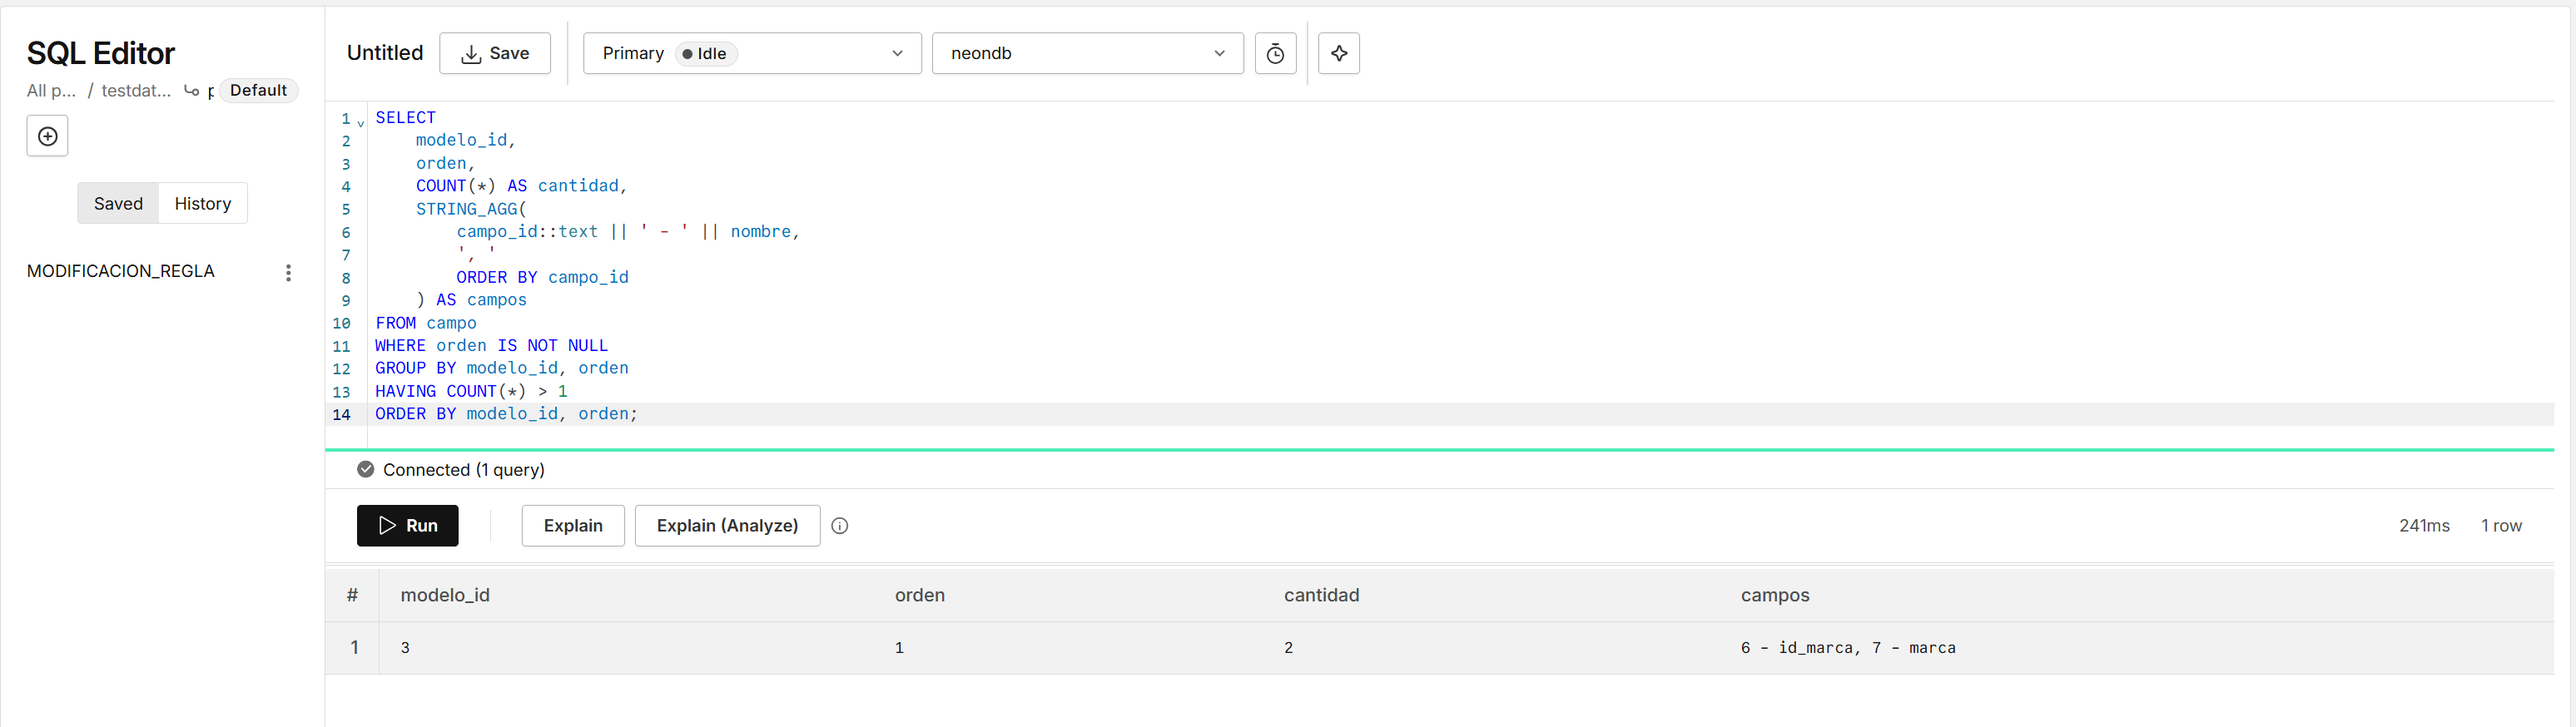 SQL Editor
All p... / testdat... p Default
Saved History
MODIFICACION_REGLA
Untitled Save Primary Idle neondb
1 SELECT
2 modelo_id,
3 orden,
4 COUNT(*) AS cantidad,
5 STRING_AGG(
6 campo_id::text || ' - ' || nombre,
7 ', '
8 ORDER BY campo_id
9 ) AS campos
10 FROM campo
11 WHERE orden IS NOT NULL
12 GROUP BY modelo_id, orden
13 HAVING COUNT(*) > 1
14 ORDER BY modelo_id, orden;
Connected (1 query)
Run Explain Explain (Analyze) 241ms 1 row
# modelo_id orden cantidad campos
1 3 1 2 6 - id_marca, 7 - marca